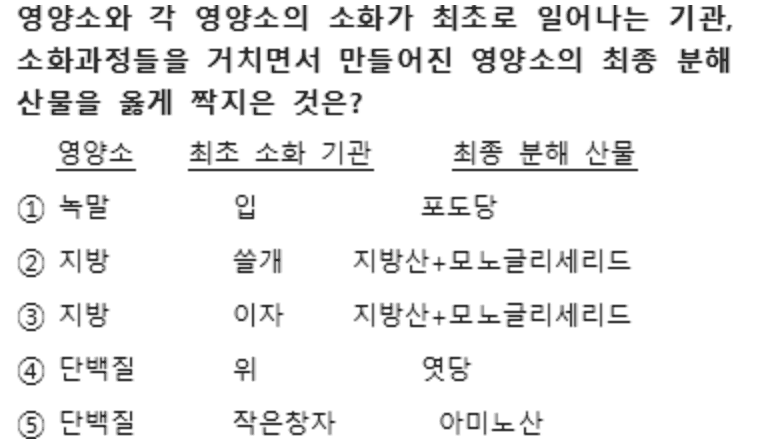 영양소와 각 영양소의 소화가 최초로 일어나는 기관,
소화과정들을 거치면서 만들어진 영양소의 최종 분해
산물을 옳게 짝지은 것은?
영양소 최초 소화 기관 최종 분해 산물
① 녹말 입 포도당
② 지방 쓸개 지방산+모노글리세리드
③ 지방 이자 지방산+모노글리세리드
④ 단백질 위 엿당
⑤ 단백질 작은창자 아미노산